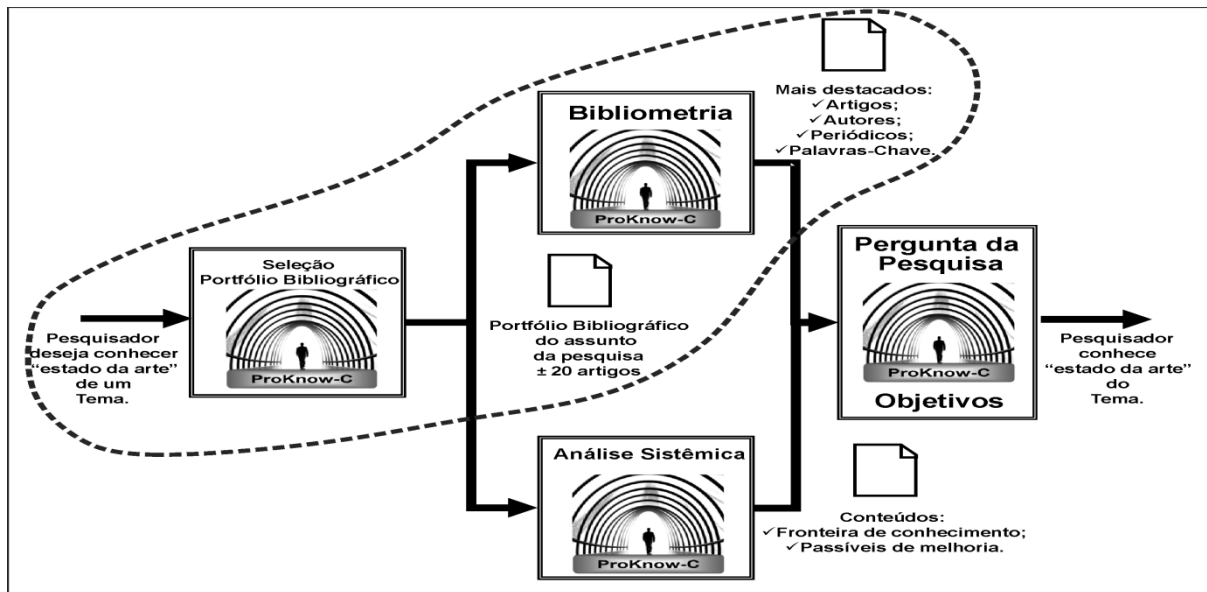 Pesquisador
deseja conhecer
“estado da arte”
de um
Tema.
Seleção
Portfólio Bibliográfico
ProKnow-C
Bibliometria
ProKnow-C
Mais destacados:
✓Artigos;
✓Autores;
✓Periódicos;
✓Palavras-Chave.
Portfólio Bibliográfico
do assunto
da pesquisa
± 20 artigos
Análise Sistêmica
ProKnow-C
Conteúdos:
✓Fronteira de conhecimento;
✓Passíveis de melhoria.
Pergunta da
Pesquisa
ProKnow-C
Objetivos
Pesquisador
conhece
“estado da arte”
do
Tema.